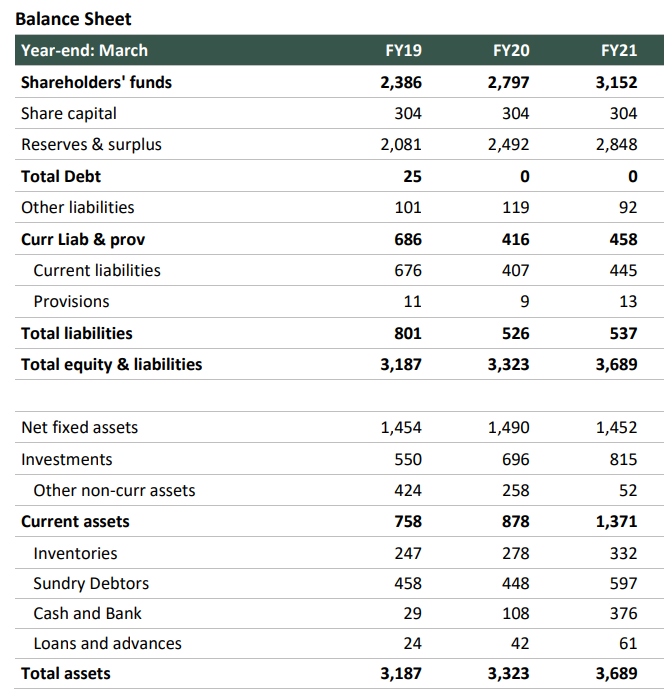 Balance Sheet
Year-end: March FY19 FY20 FY21
Shareholders' funds 2,386 2,797 3,152
Share capital 304 304 304
Reserves & surplus 2,081 2,492 2,848
Total Debt 25 0 0
Other liabilities 101 119 92
Curr Liab & prov 686 416 458
Current liabilities 676 407 445
Provisions 11 9 13
Total liabilities 801 526 537
Total equity & liabilities 3,187 3,323 3,689
Net fixed assets 1,454 1,490 1,452
Investments 550 696 815
Other non-curr assets 424 258 52
Current assets 758 878 1,371
Inventories 247 278 332
Sundry Debtors 458 448 597
Cash and Bank 29 108 376
Loans and advances 24 42 61
Total assets 3,187 3,323 3,689